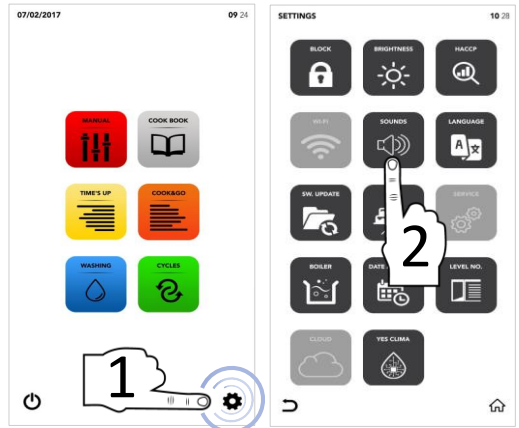 07/02/2017 09 24
MANUAL COOK BOOK
TIME'S UP COOK&GO
WASHING CYCLES
1
SETTINGS 10 28
BLOCK BRIGHTNESS HACCP
WI-FI SOUNDS LANGUAGE
A
SW. UPDATE SERVICE
2
BOILER DATE LEVEL NO.
CLOUD YES CLIMA